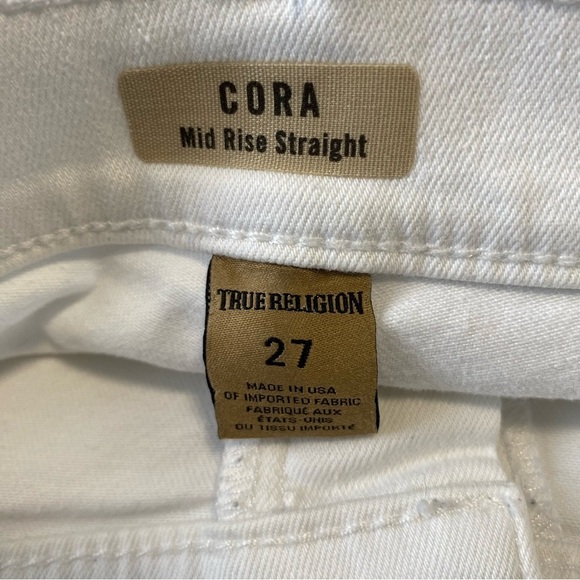 CORA
Mid Rise Straight
TRUE RELIGION
27
MADE IN USA
OF IMPORTED FABRIC
FABRIQUÉ AUX
ÉTATS-UNIS
DU TISSU IMPORTÉ